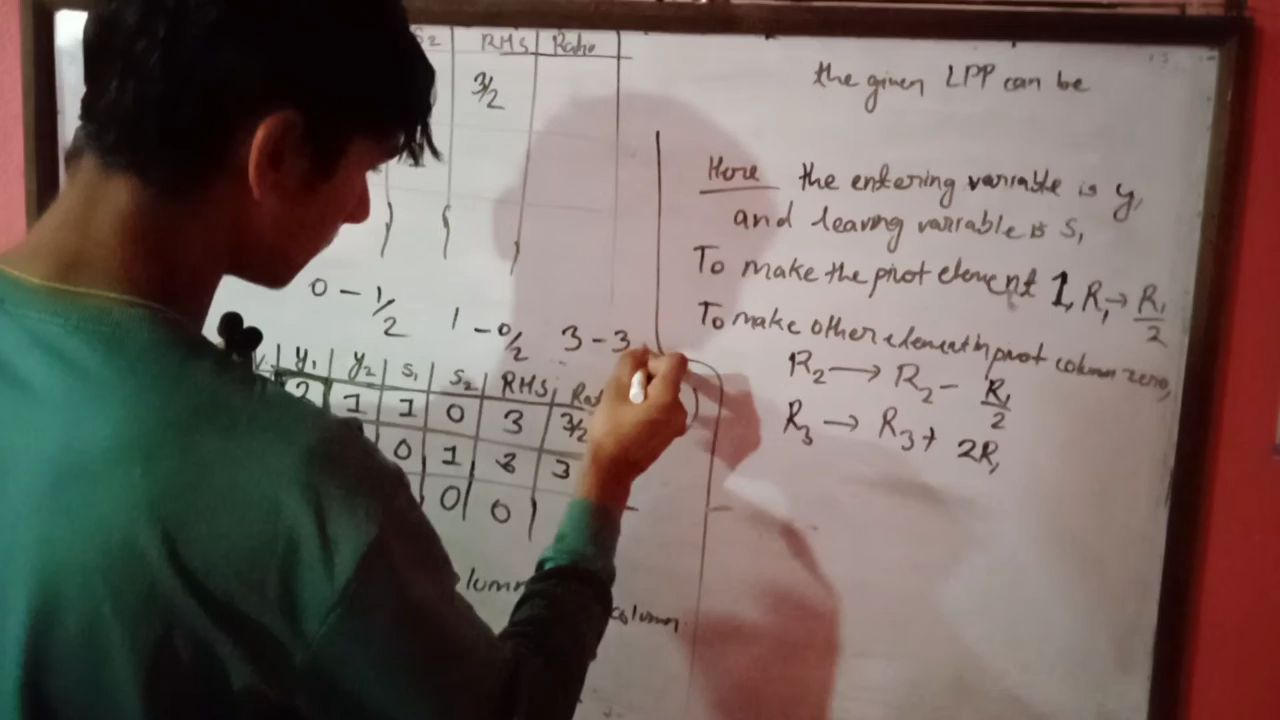 S2 RHS Ratio
3/2
the given LPP can be
Here the entering variable is y1
and leaving variable is S1
To make the pivot element 1, R1→ R1/2
To make other element in pivot column zero,
R2 → R2 - R1/2
R3 → R3 + 2R1
0 - 1/2 1 - 0/2 3 - 3
y1 y2 S1 S2 RHS
2 1 1 0 3 3/2
0 1 3 3
0 0
column